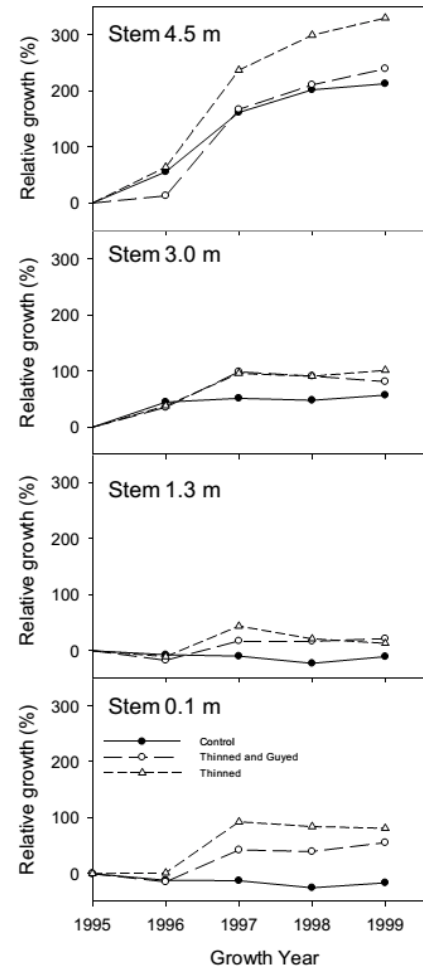 Stem 4.5 m
300
200
100
0
Relative growth (%)
Stem 3.0 m
300
200
100
0
Relative growth (%)
Stem 1.3 m
300
200
100
0
Relative growth (%)
Stem 0.1 m
300
200
100
0
Relative growth (%)
Control
Thinned and Guyed
Thinned
1995 1996 1997 1998 1999
Growth Year